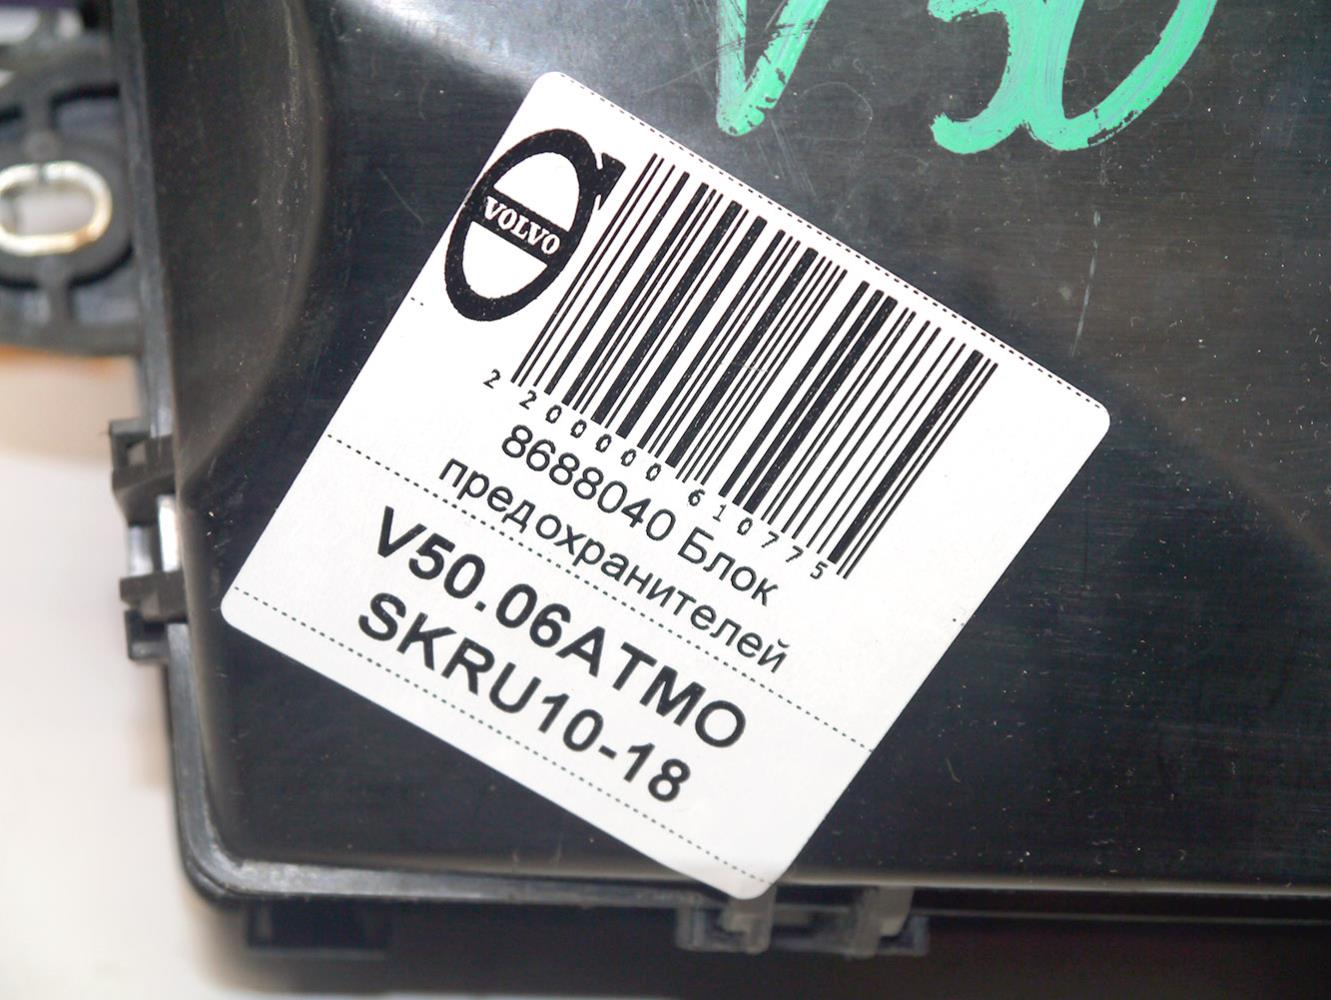 V50
VOLVO
2200000610775
8688040 Блок
предохранителей
V50.06ATMO
SKRU10-18